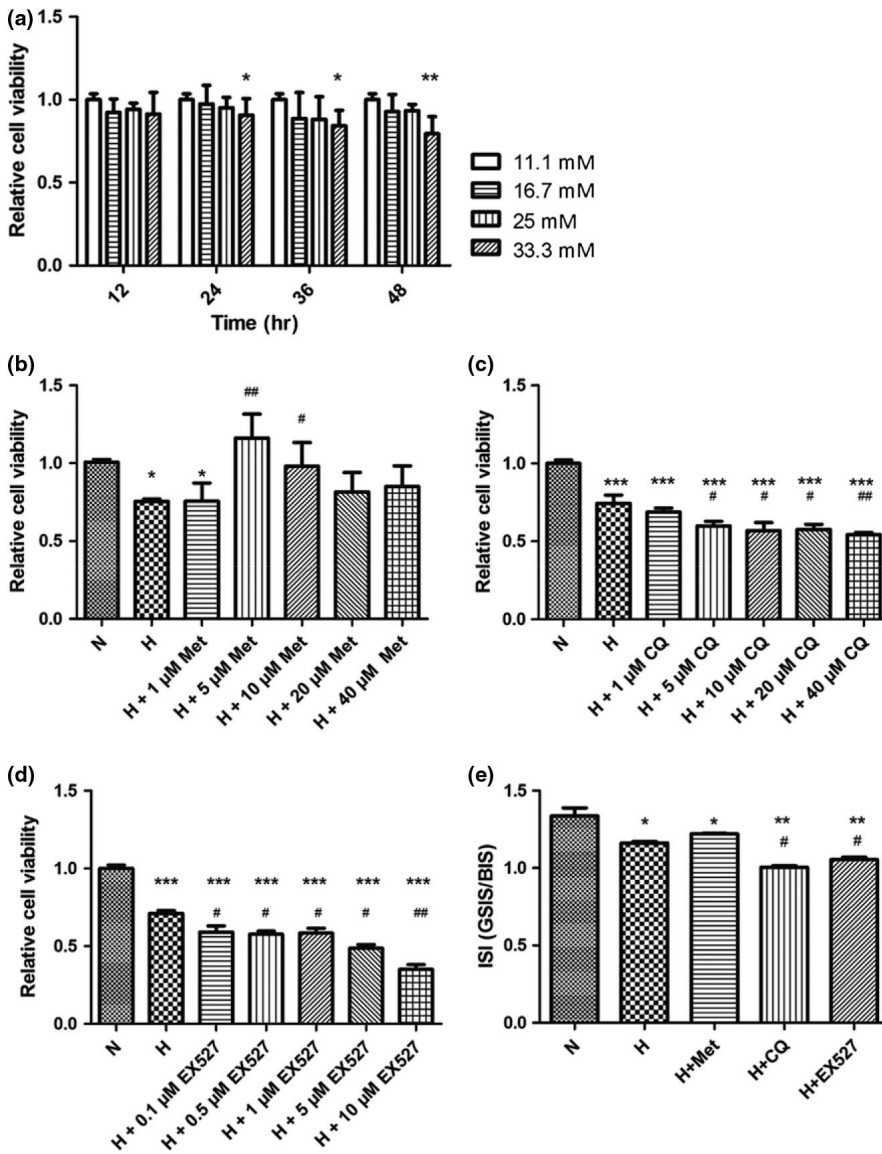 (a)
Relative cell viability
1.5
1.0
0.5
0.0
*
*
**
12
24
36
48
Time (hr)
11.1 mM
16.7 mM
25 mM
33.3 mM
(b)
Relative cell viability
1.5
1.0
0.5
0.0
*
*
##
#
N
H
H + 1 µM Met
H + 5 µM Met
H + 10 µM Met
H + 20 µM Met
H + 40 µM Met
(c)
Relative cell viability
1.5
1.0
0.5
0.0
*** *** *** *** *** ***
# # # ##
N
H
H + 1 µM CQ
H + 5 µM CQ
H + 10 µM CQ
H + 20 µM CQ
H + 40 µM CQ
(d)
Relative cell viability
1.5
1.0
0.5
0.0
*** *** *** *** *** ***
# # # # ##
N
H
H + 0.1 µM EX527
H + 0.5 µM EX527
H + 1 µM EX527
H + 5 µM EX527
H + 10 µM EX527
(e)
ISI (GSIS/BIS)
1.5
1.0
0.5
0.0
* * ** **
# #
N
H
H+Met
H+CQ
H+EX527